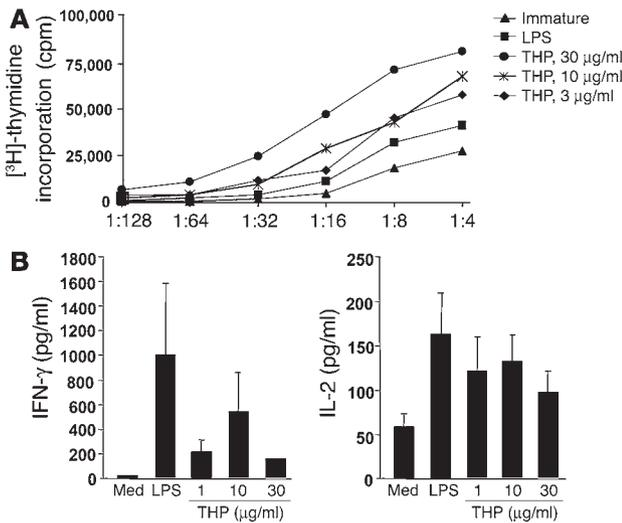 A
[³H]-thymidine
incorporation (cpm)
100,000
75,000
50,000
25,000
0
1:128 1:64 1:32 1:16 1:8 1:4
Immature
LPS
THP, 30 μg/ml
THP, 10 μg/ml
THP, 3 μg/ml
B
IFN-γ (pg/ml)
1800
1600
1400
1200
1000
800
600
400
200
0
Med LPS 1 10 30
THP (μg/ml)
IL-2 (pg/ml)
250
200
150
100
50
0
Med LPS 1 10 30
THP (μg/ml)